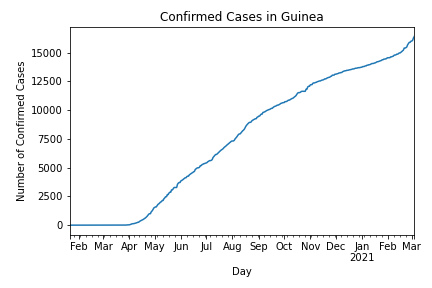 Confirmed Cases in Guinea
Number of Confirmed Cases
15000
12500
10000
7500
5000
2500
0
Feb Mar Apr May Jun Jul Aug Sep Oct Nov Dec Jan Feb Mar
2021
Day